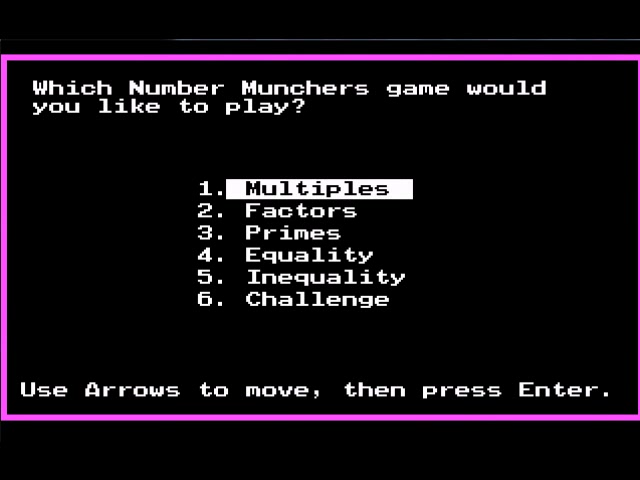 Which Number Munchers game would
you like to play?
1. Multiples
2. Factors
3. Primes
4. Equality
5. Inequality
6. Challenge
Use Arrows to move, then press Enter.